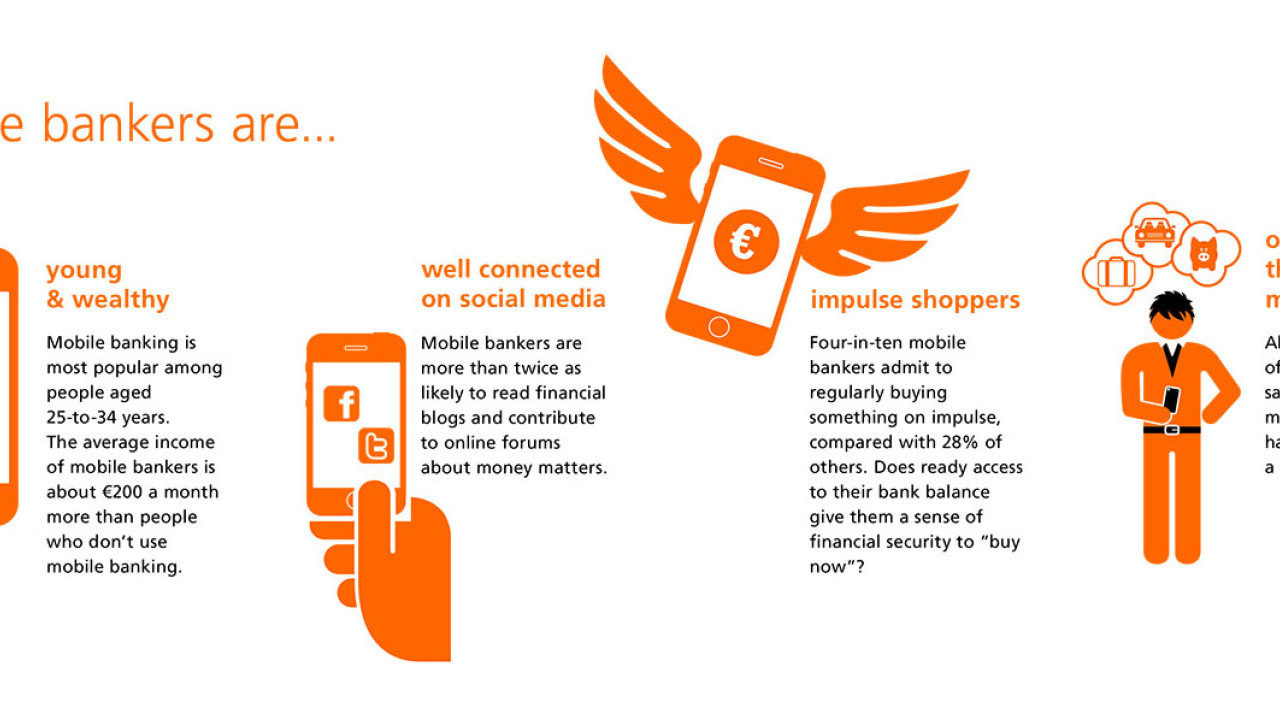 e bankers are...
young
& wealthy
Mobile banking is
most popular among
people aged
25-to-34 years.
The average income
of mobile bankers is
about €200 a month
more than people
who don’t use
mobile banking.
well connected
on social media
Mobile bankers are
more than twice as
likely to read financial
blogs and contribute
to online forums
about money matters.
€
impulse shoppers
Four-in-ten mobile
bankers admit to
regularly buying
something on impulse,
compared with 28% of
others. Does ready access
to their bank balance
give them a sense of
financial security to “buy
now”?
of
a